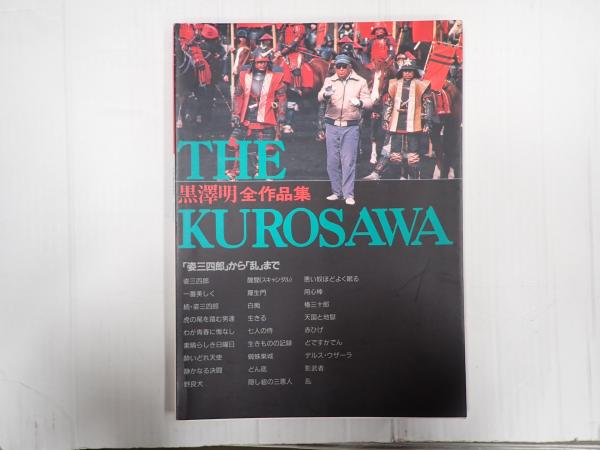 THE
黒澤明 全作品集
KUROSAWA
「姿三四郎」から「乱」まで
姿三四郎
一番美しく
続・姿三四郎
虎の尾を踏む男達
わが青春に悔なし
素晴らしき日曜日
酔いどれ天使
静かなる決闘
野良犬
醜聞(スキャンダル)
羅生門
白痴
生きる
七人の侍
生きものの記録
蜘蛛巣城
どん底
隠し砦の三悪人
悪い奴ほどよく眠る
用心棒
椿三十郎
天国と地獄
赤ひげ
どですかでん
デルス・ウザーラ
影武者
乱